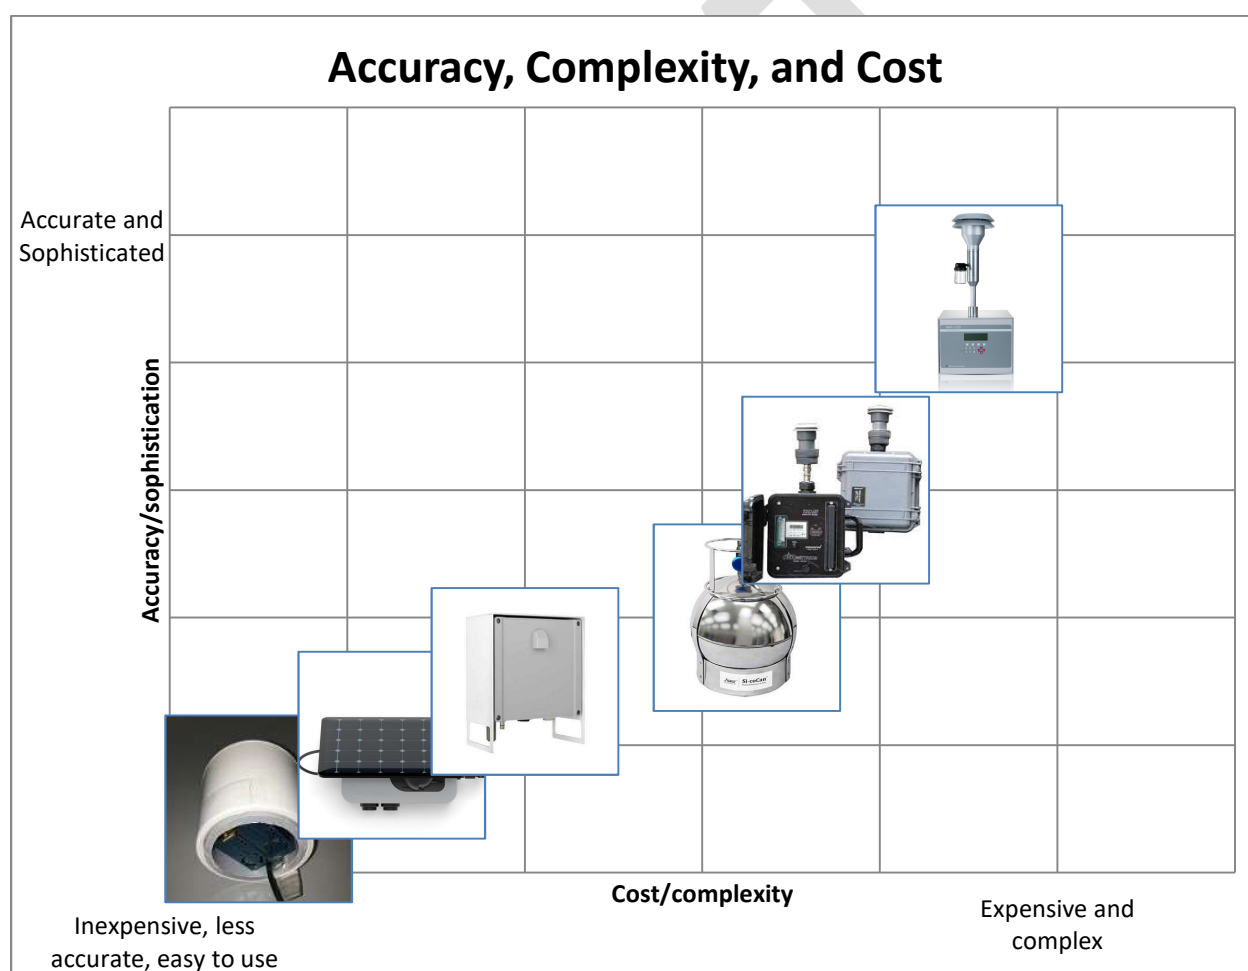 Accuracy, Complexity, and Cost
Accurate and
Sophisticated
Accuracy/sophistication
Si-coCan
Cost/complexity
Inexpensive, less
accurate, easy to use
Expensive and
complex